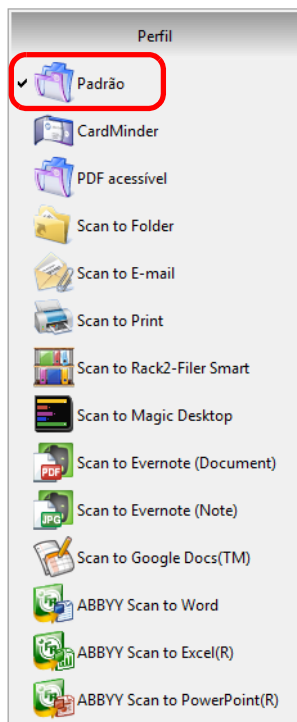 Perfil
Padrão
CardMinder
PDF acessível
Scan to Folder
Scan to E-mail
Scan to Print
Scan to Rack2-Filer Smart
Scan to Magic Desktop
PDF
Scan to Evernote (Document)
JPG
Scan to Evernote (Note)
Scan to Google Docs(TM)
ABBYY Scan to Word
ABBYY Scan to Excel(R)
ABBYY Scan to PowerPoint(R)